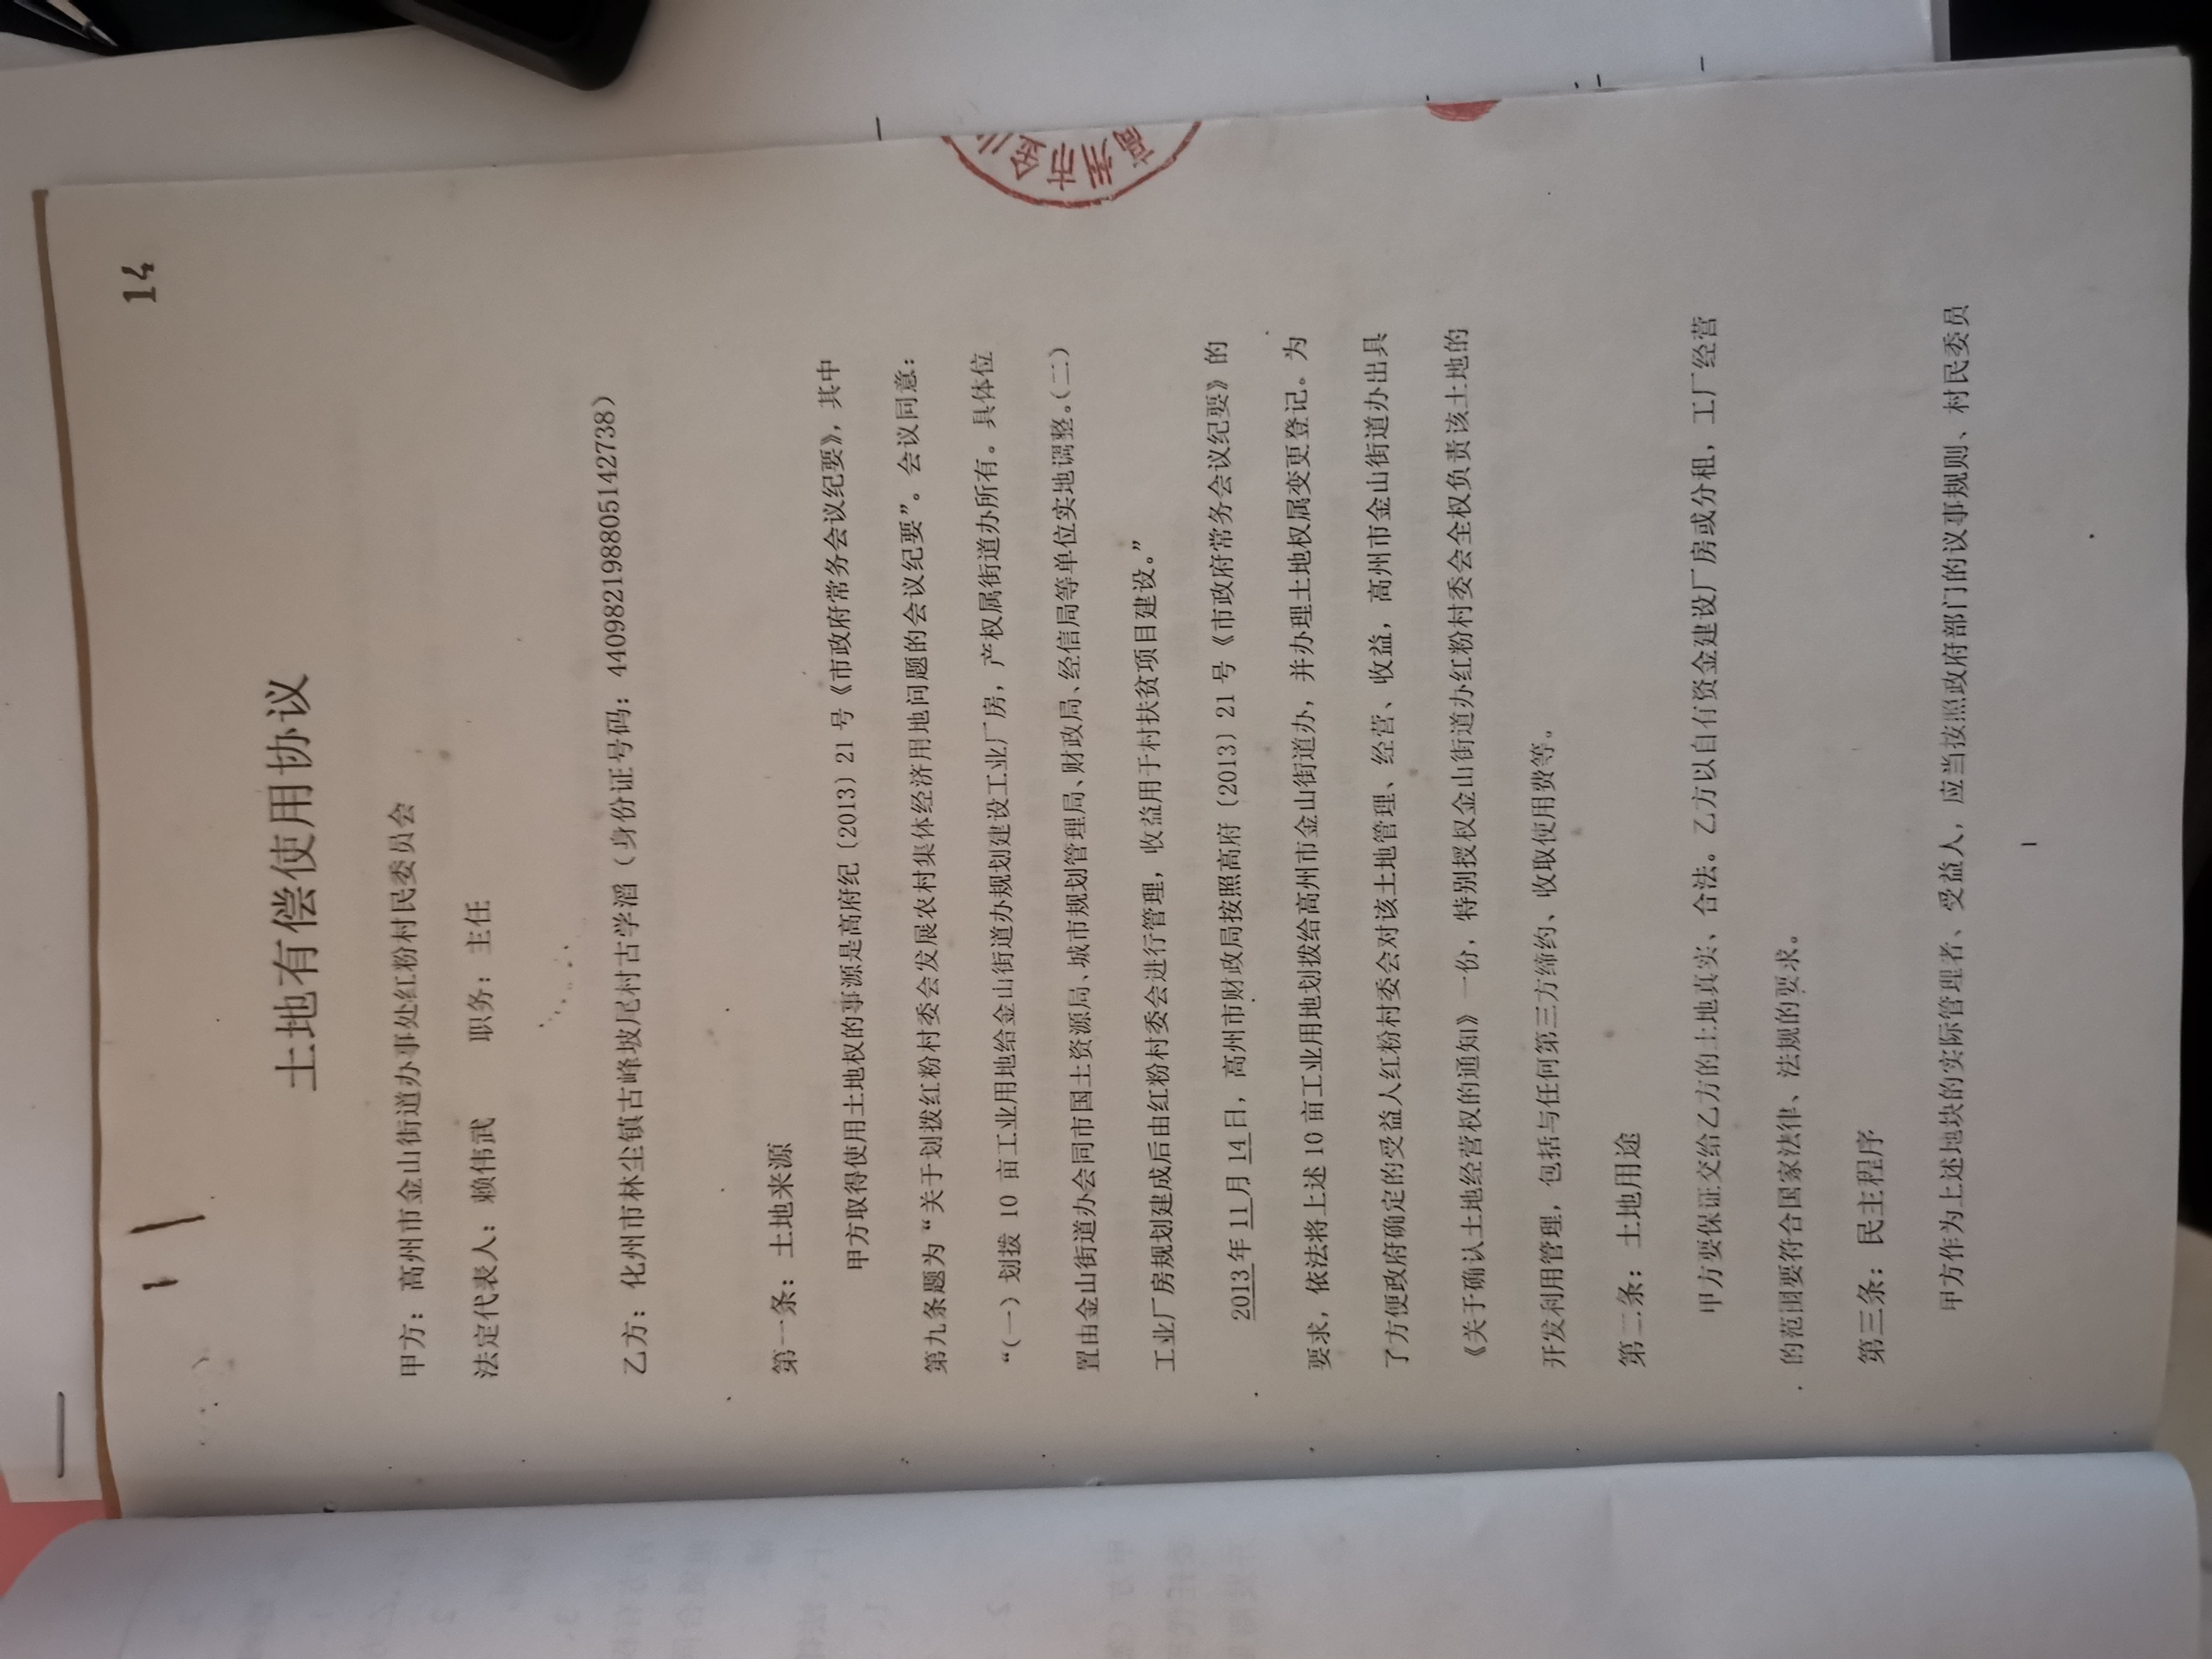 14
土地有偿使用协议
甲方：高州市金山街道办事处红粉村民委员会
法定代表人：赖伟武 职务：主任
乙方：化州市林尘镇古峰坡尾村古学滔（身份证号码：440982198805142738）
第一条：土地来源
甲方取得使用土地权的事源是高府纪〔2013〕21 号《市政府常务会议纪要》，其中
第九条题为“关于划拨红粉村委会发展农村集体经济用地问题的会议纪要”。会议同意：
“（一）划拨 10 亩工业用地给金山街道办规划建设工业厂房，产权属街道办所有。具体位
置由金山街道办会同市国土资源局、城市规划管理局、财政局、经信局等单位实地调整。（二）
工业厂房规划建成后由红粉村委会进行管理，收益用于村扶贫项目建设。”
2013 年 11 月 14 日，高州市财政局按照高府〔2013〕21 号《市政府常务会议纪要》的
要求，依法将上述 10 亩工业用地划拨给高州市金山街道办，并办理土地权属变更登记。为
了方便政府确定的受益人红粉村委会对该土地管理、经营、收益，高州市金山街道办出具
《关于确认土地经营权的通知》一份，特别授权金山街道办红粉村委会全权负责该土地的
开发利用管理，包括与任何第三方缔约、收取使用费等。
第二条：土地用途
甲方要保证交给乙方的土地真实、合法。乙方以自有资金建设厂房或分租，工厂经营
的范围要符合国家法律、法规的要求。
第三条：民主程序
甲方作为上述地块的实际管理者、受益人，应当按照政府部门的议事规则、村民委员
高州市